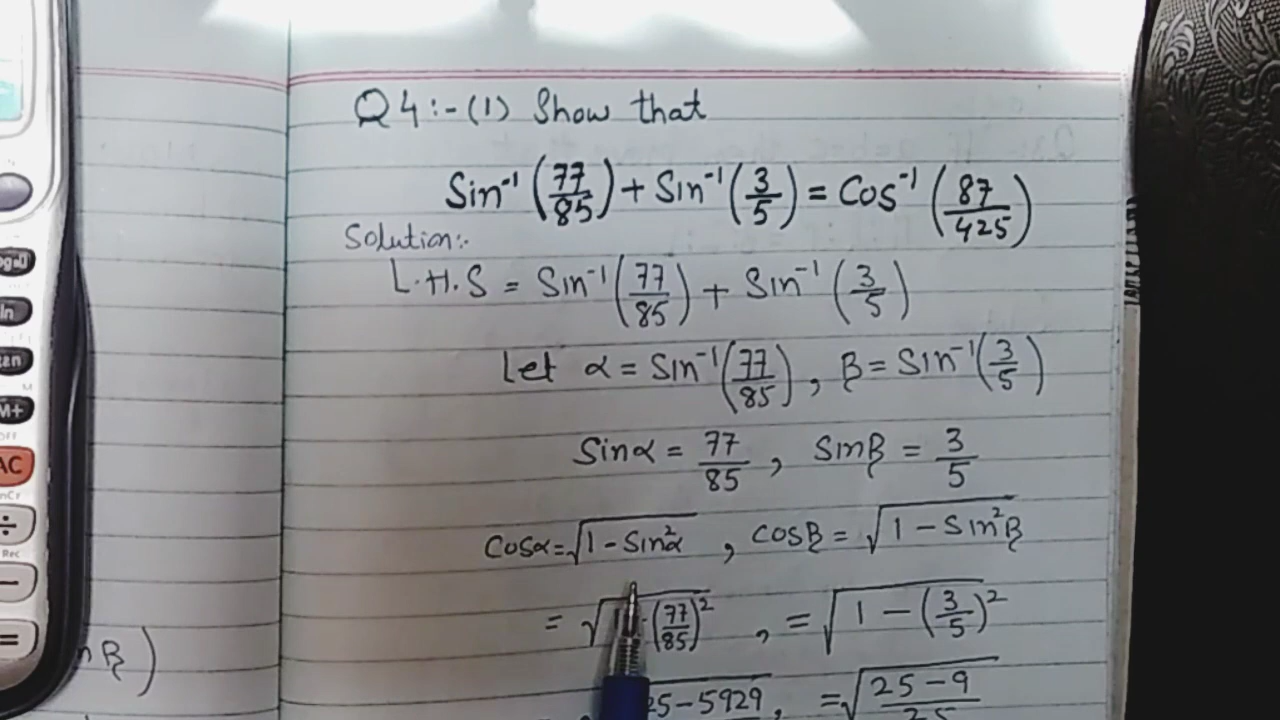 Q4:-(1) Show that
Sin⁻¹(77/85) + Sin⁻¹(3/5) = Cos⁻¹(87/425)
Solution:-
L.H.S = Sin⁻¹(77/85) + Sin⁻¹(3/5)
Let α = Sin⁻¹(77/85), β = Sin⁻¹(3/5)
Sinα = 77/85, Sinβ = 3/5
Cosα = √(1 - Sin²α), Cosβ = √(1 - Sin²β)
= √( (77/85)²), = √(1 - (3/5)²)
25-5929, = √(25-9/25)
β)
ln
M+
AC
÷
Rec
−
=